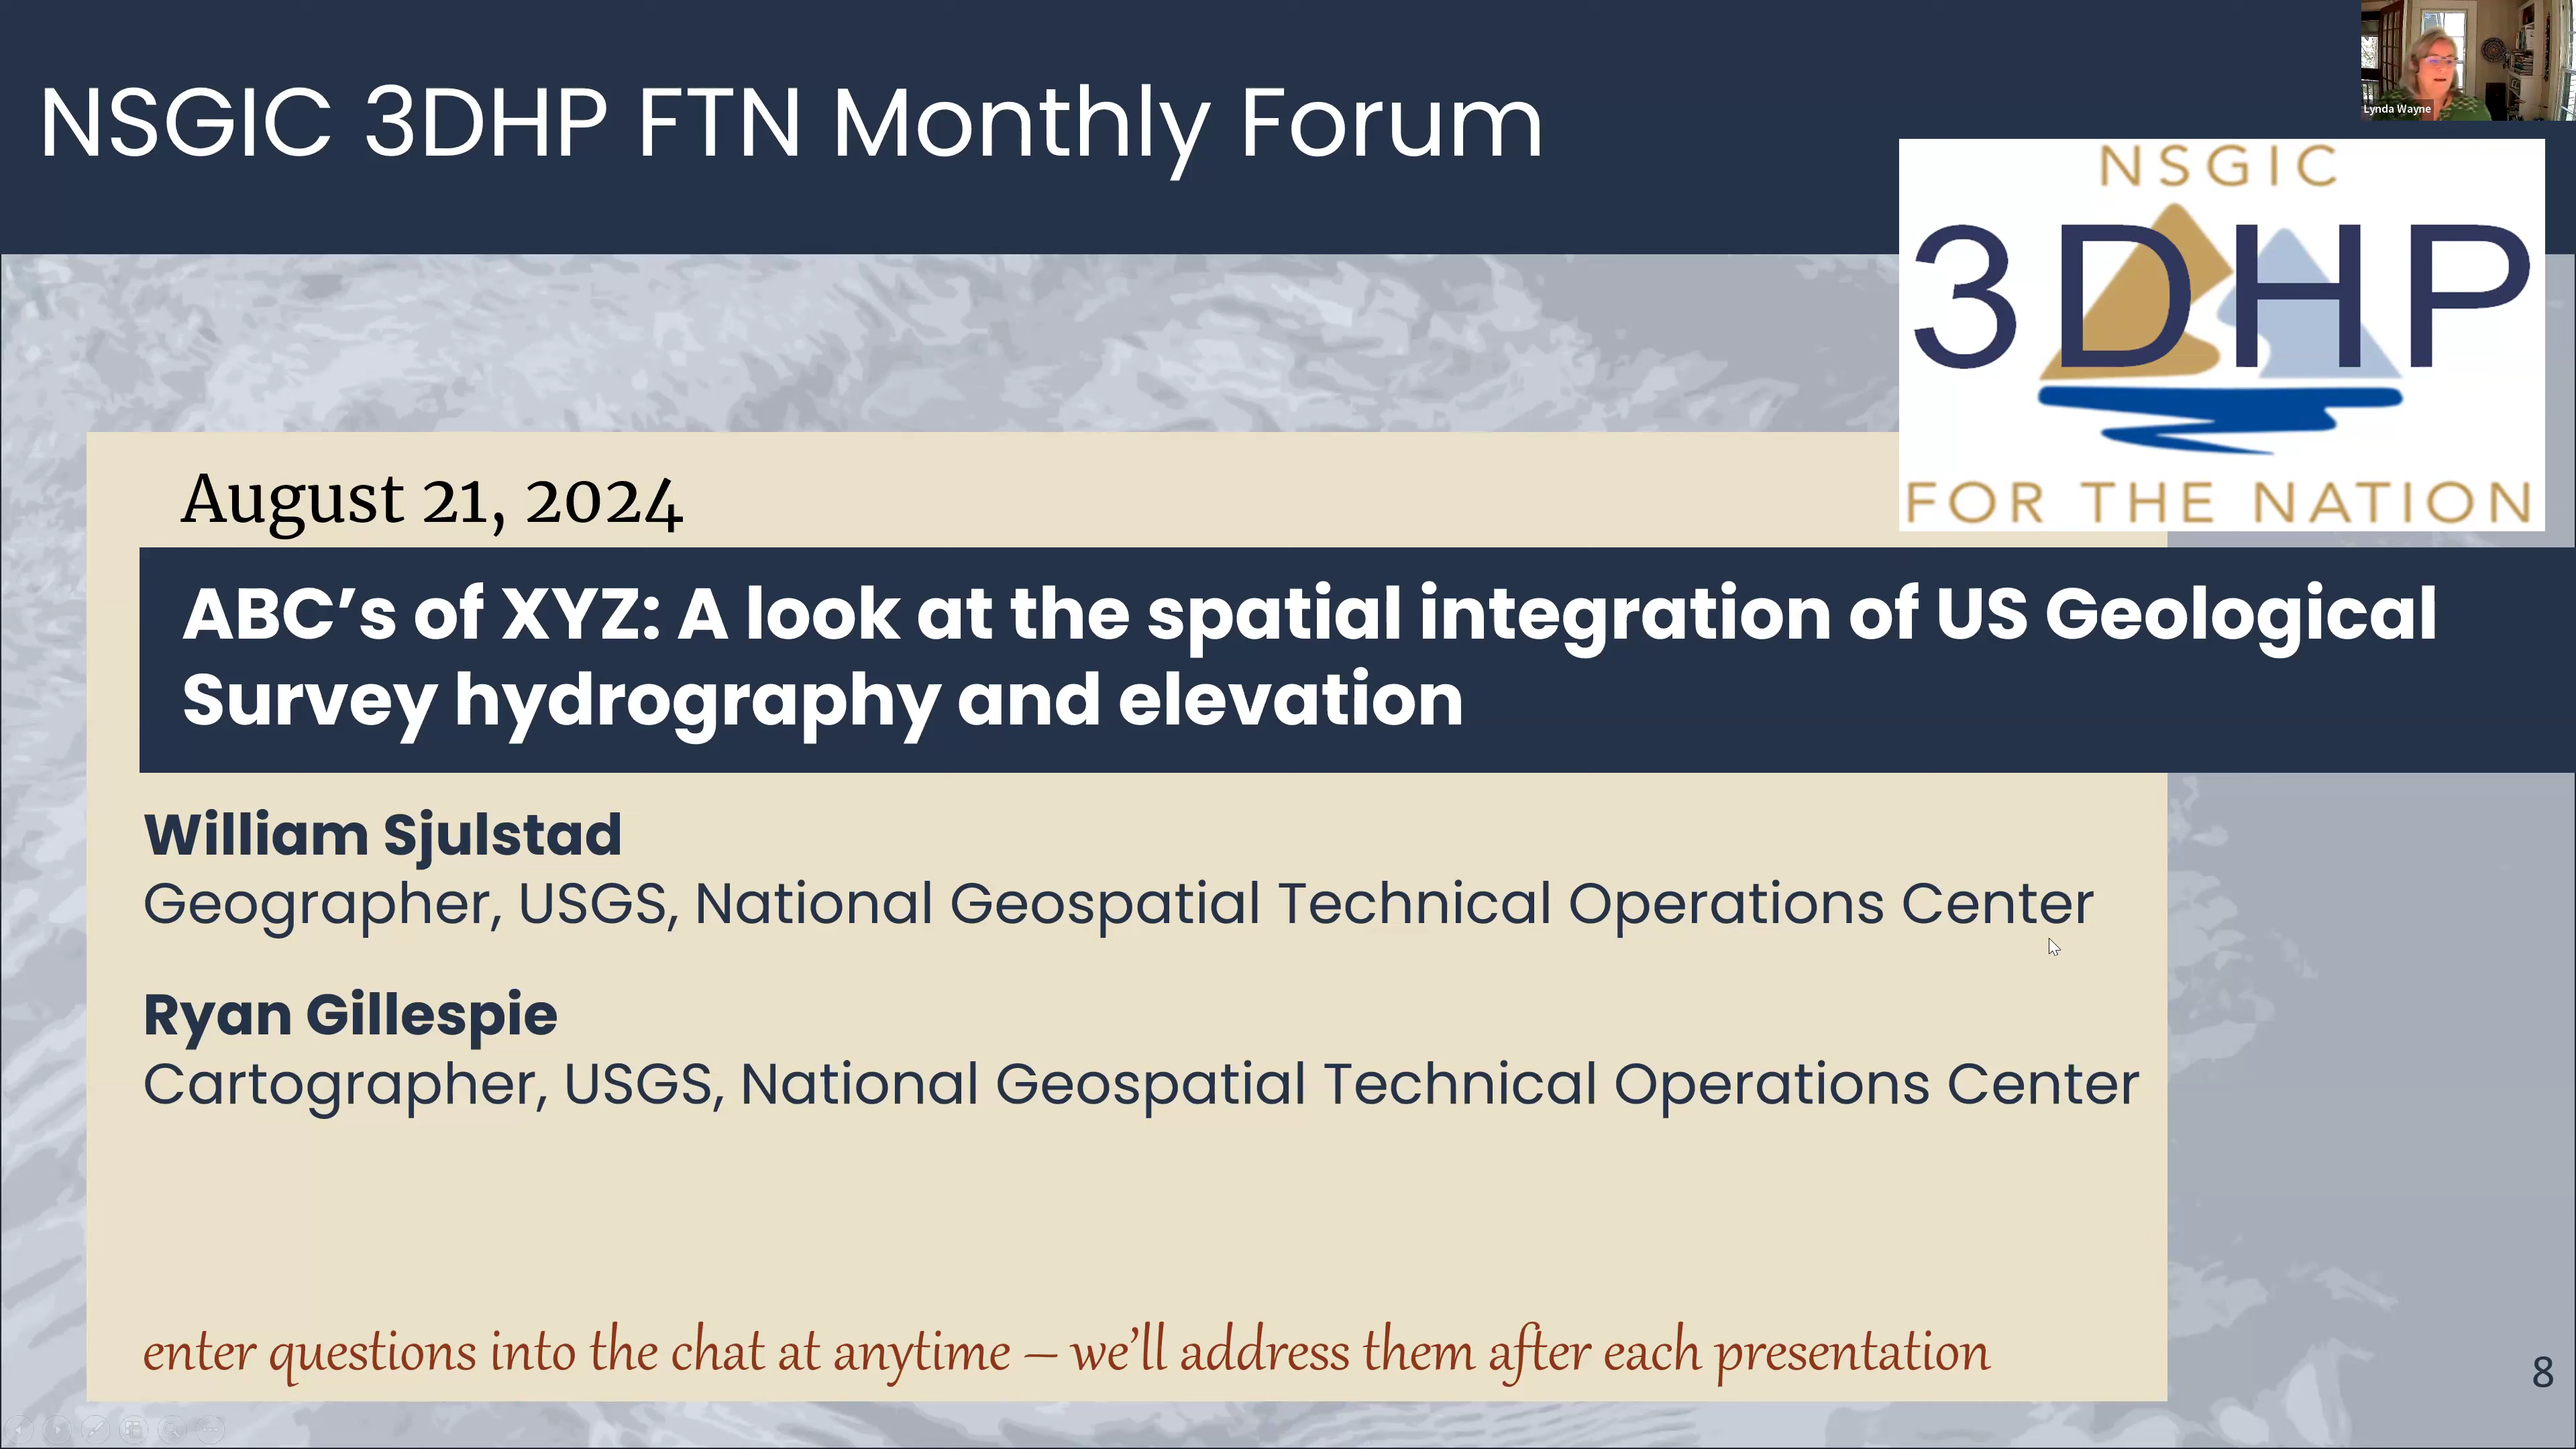 NSGIC 3DHP FTN Monthly Forum
Lynda Wayne
NSGIC
3DHP
FOR THE NATION
August 21, 2024
ABC’s of XYZ: A look at the spatial integration of US Geological
Survey hydrography and elevation
William Sjulstad
Geographer, USGS, National Geospatial Technical Operations Center
Ryan Gillespie
Cartographer, USGS, National Geospatial Technical Operations Center
enter questions into the chat at anytime – we’ll address them after each presentation
8